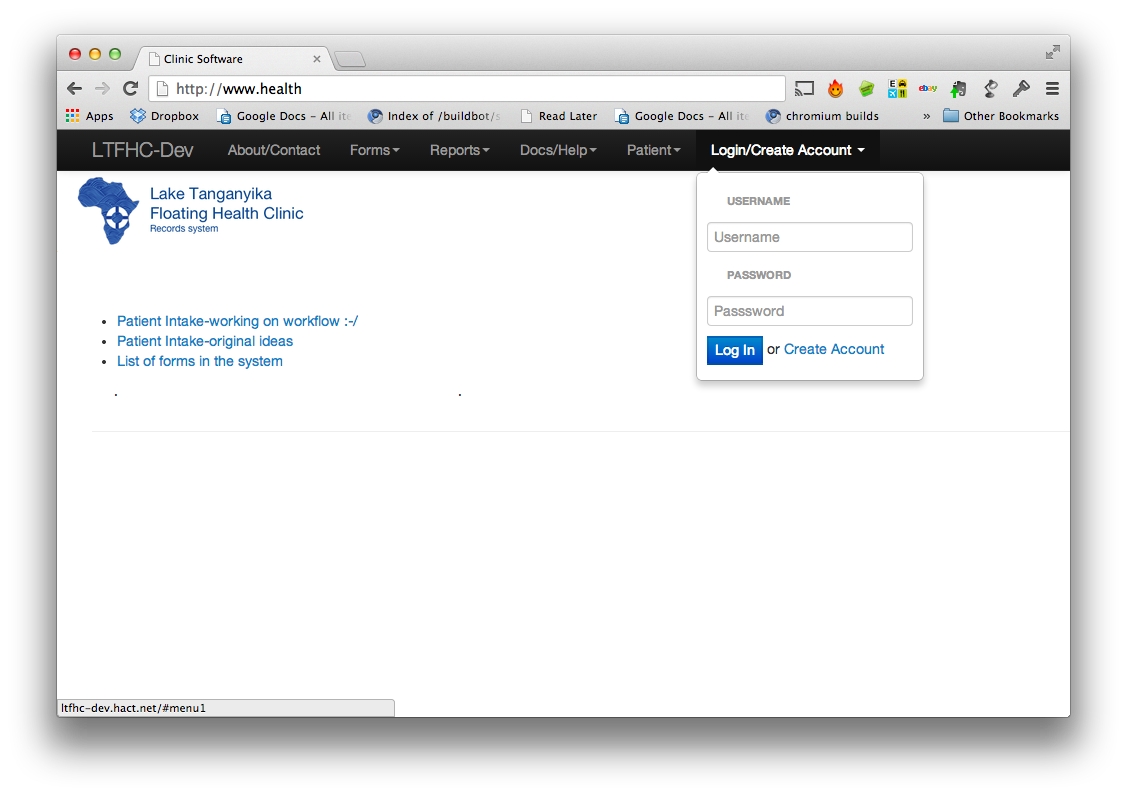 Clinic Software
http://www.health
Apps Dropbox Google Docs – All ite Index of /buildbot/s Read Later Google Docs – All ite chromium builds » Other Bookmarks
LTFHC-Dev About/Contact Forms Reports Docs/Help Patient Login/Create Account
Lake Tanganyika
Floating Health Clinic
Records system
USERNAME
Username
PASSWORD
Passsword
Log In or Create Account
Patient Intake-working on workflow :-/
Patient Intake-original ideas
List of forms in the system
ltfhc-dev.hact.net/#menu1